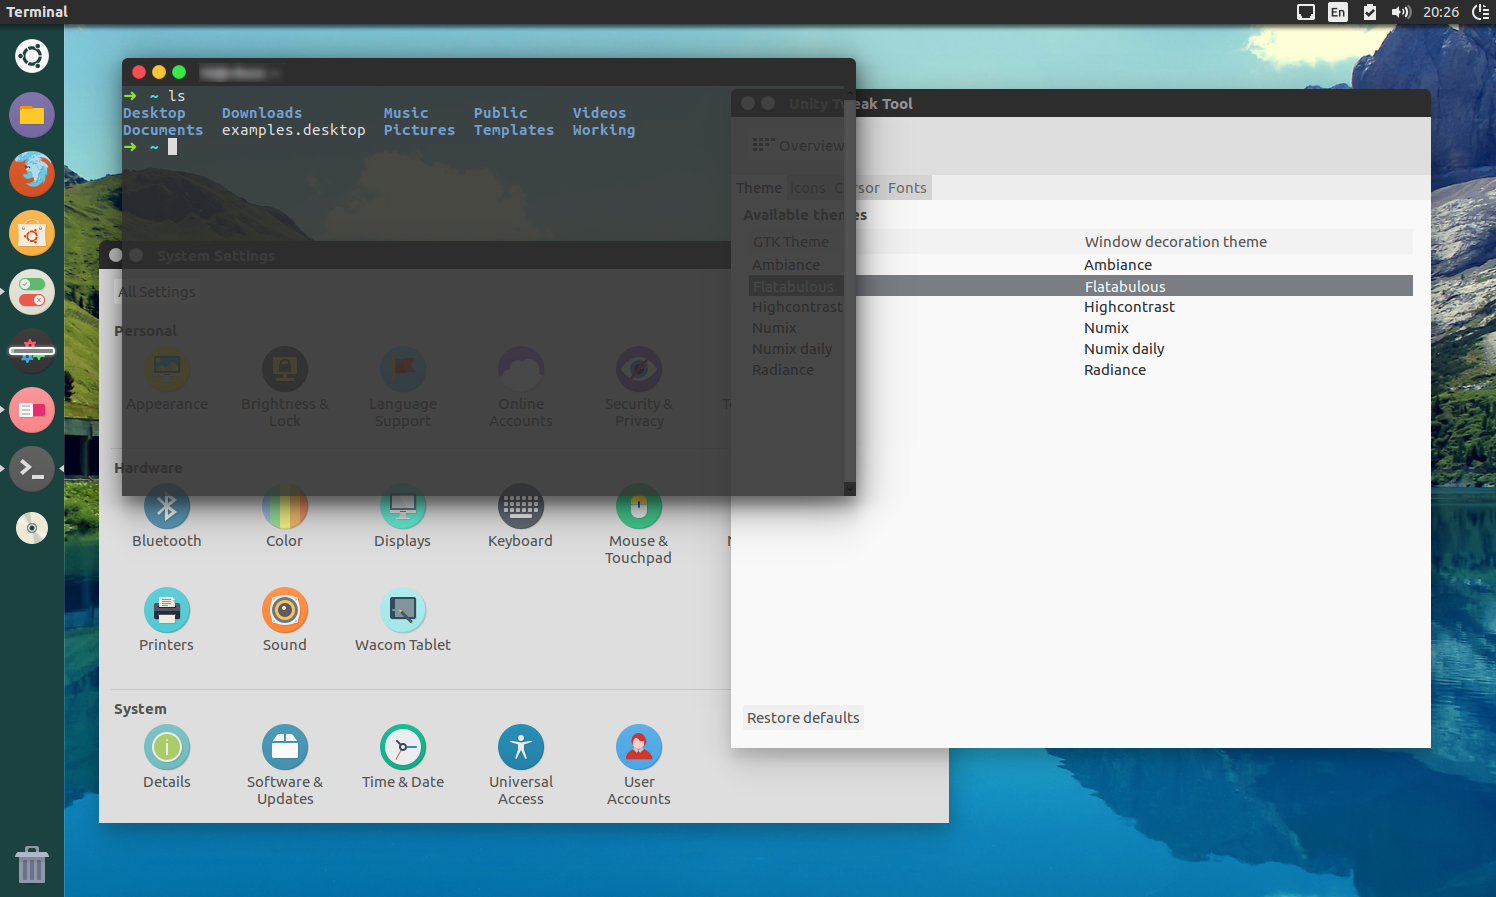 Terminal
En
20:26
➜ ~ ls
Desktop Downloads Music Public Videos
Documents examples.desktop Pictures Templates Working
➜ ~
Unity Tweak Tool
Overview
Theme Icons Cursor Fonts
Available themes
GTK Theme Window decoration theme
Ambiance Ambiance
Flatabulous Flatabulous
Highcontrast Highcontrast
Numix Numix
Numix daily Numix daily
Radiance Radiance
Restore defaults
System Settings
All Settings
Personal
Appearance
Brightness &
Lock
Language
Support
Online
Accounts
Security &
Privacy
Hardware
Bluetooth
Color
Displays
Keyboard
Mouse &
Touchpad
Printers
Sound
Wacom Tablet
System
Details
Software &
Updates
Time & Date
Universal
Access
User
Accounts